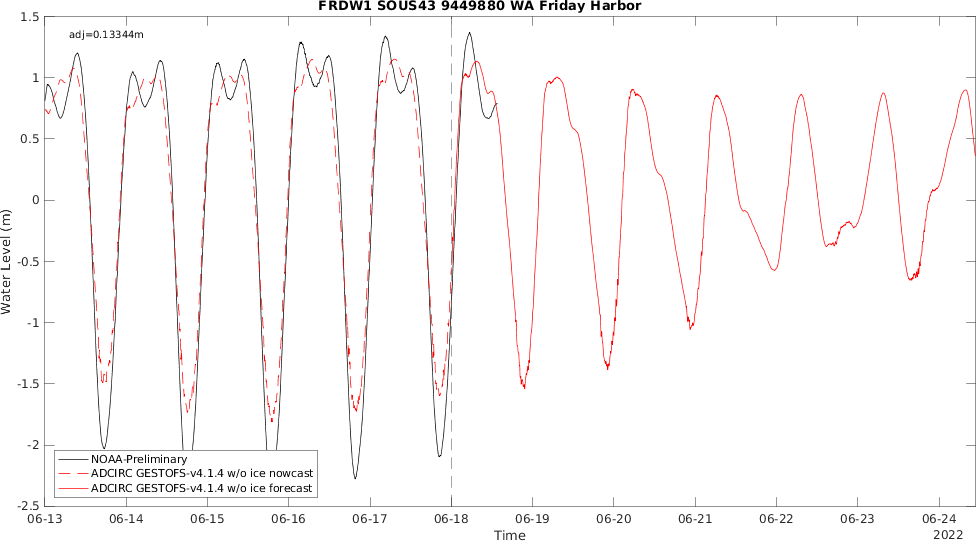 FRDW1 SOUS43 9449880 WA Friday Harbor
adj=0.13344m
1.5
1
0.5
0
-0.5
-1
-1.5
-2
-2.5
Water Level (m)
NOAA-Preliminary
ADCIRC GESTOFS-v4.1.4 w/o ice nowcast
ADCIRC GESTOFS-v4.1.4 w/o ice forecast
06-13 06-14 06-15 06-16 06-17 06-18 06-19 06-20 06-21 06-22 06-23 06-24
Time
2022